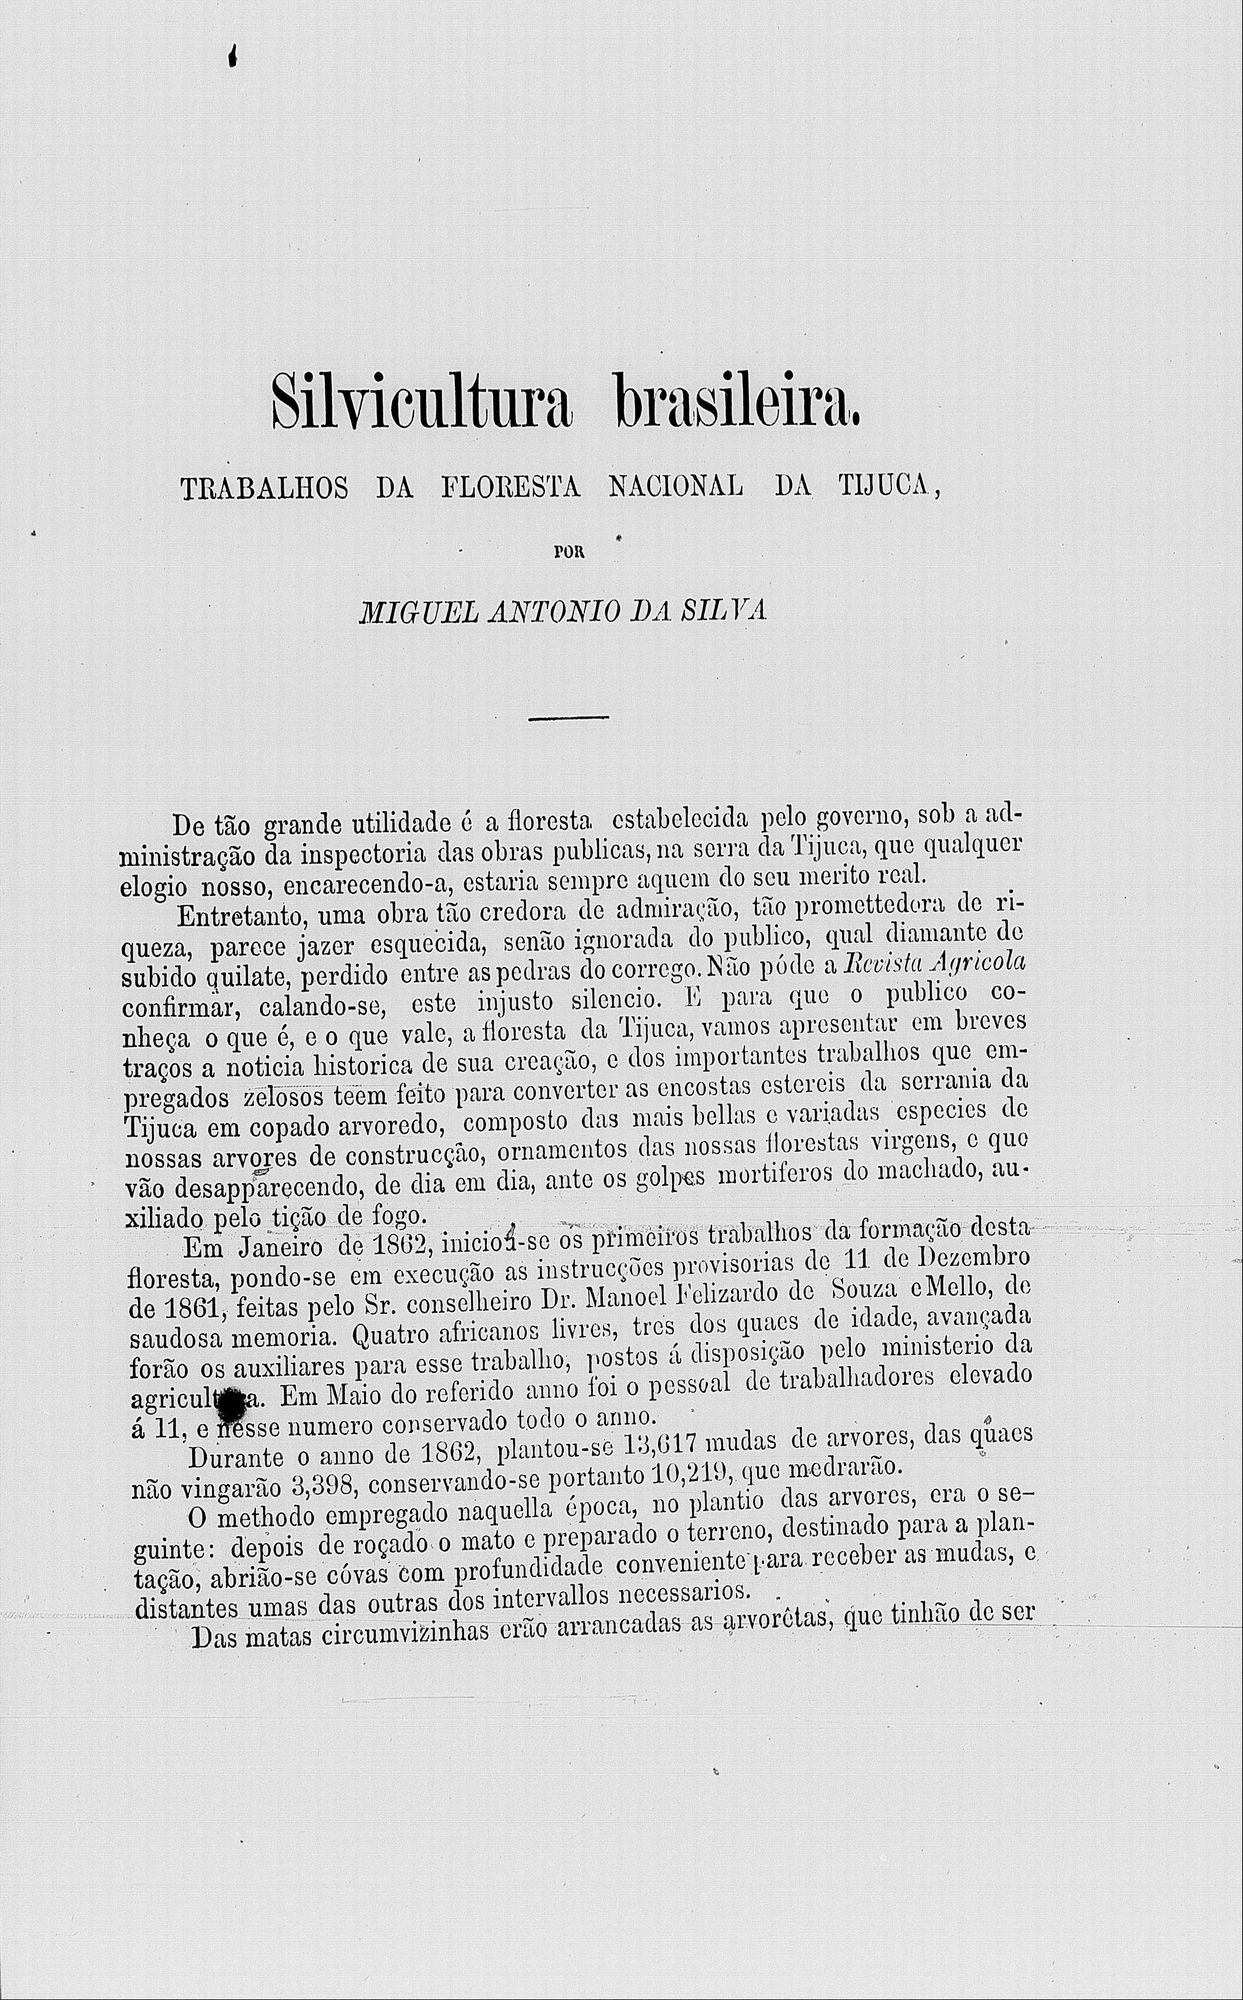 Silvicultura brasileira.
TRABALHOS DA FLORESTA NACIONAL DA TIJUCA,
POR
MIGUEL ANTONIO DA SILVA
De tão grande utilidade é a floresta estabelecida pelo governo, sob a ad-
ministração da inspectoria das obras publicas, na serra da Tijuca, que qualquer
elogio nosso, encarecendo-a, estaria sempre aquem do seu merito real.
Entretanto, uma obra tão credora de admiração, tão promettedora de ri-
queza, parece jazer esquecida, senão ignorada do publico, qual diamante de
subido quilate, perdido entre as pedras do corrego. Não póde a Revista Agricola
confirmar, calando-se, este injusto silencio. E para que o publico co-
nheça o que é, e o que vale, a floresta da Tijuca, vamos apresentar em breves
traços a noticia historica de sua creação, e dos importantes trabalhos que em-
pregados zelosos teem feito para converter as encostas estereis da serrania da
Tijuca em copado arvoredo, composto das mais bellas e variadas especies de
nossas arvores de construcção, ornamentos das nossas florestas virgens, e que
vão desapparecendo, de dia em dia, ante os golpes mortiferos do machado, au-
xiliado pelo tição de fogo.
Em Janeiro de 1862, iniciou-se os primeiros trabalhos da formação desta
floresta, pondo-se em execução as instrucções provisorias de 11 de Dezembro
de 1861, feitas pelo Sr. conselheiro Dr. Manoel Felizardo de Souza e Mello, de
saudosa memoria. Quatro africanos livres, tres dos quaes de idade, avançada
forão os auxiliares para esse trabalho, postos á disposição pelo ministerio da
agricultura. Em Maio do referido anno foi o pessoal de trabalhadores elevado
á 11, e nesse numero conservado todo o anno.
Durante o anno de 1862, plantou-se 13,617 mudas de arvores, das quaes
não vingarão 3,398, conservando-se portanto 10,219, que medrarão.
O methodo empregado naquella época, no plantio das arvores, era o se-
guinte: depois de roçado o mato e preparado o terreno, destinado para a plan-
tação, abrião-se cóvas com profundidade conveniente para receber as mudas, e
distantes umas das outras dos intervallos necessarios.
Das matas circumvizinhas erão arrancadas as arvorêtas, que tinhão de ser